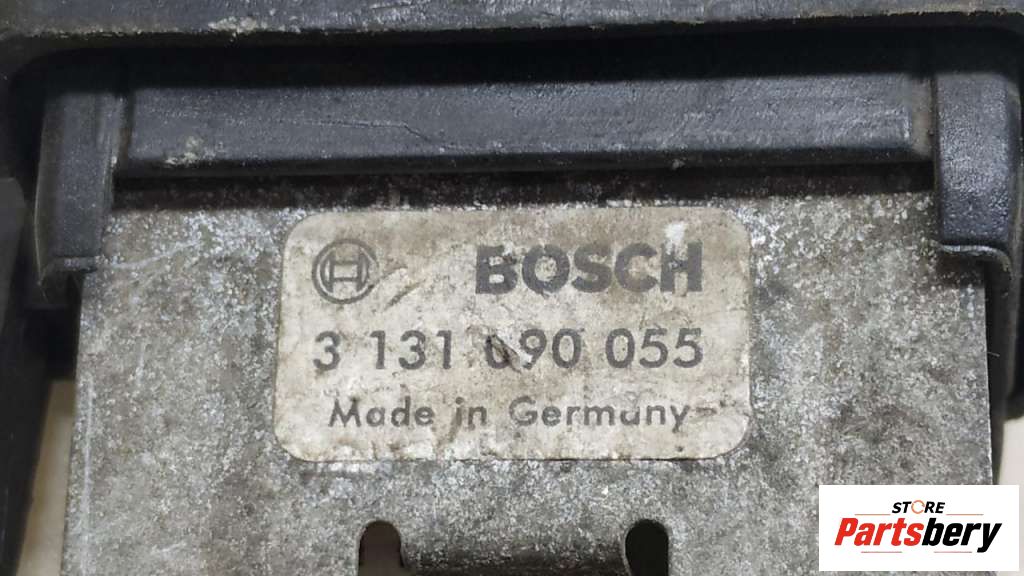 BOSCH
3 131 090 055
Made in Germany
STORE
Partsbery